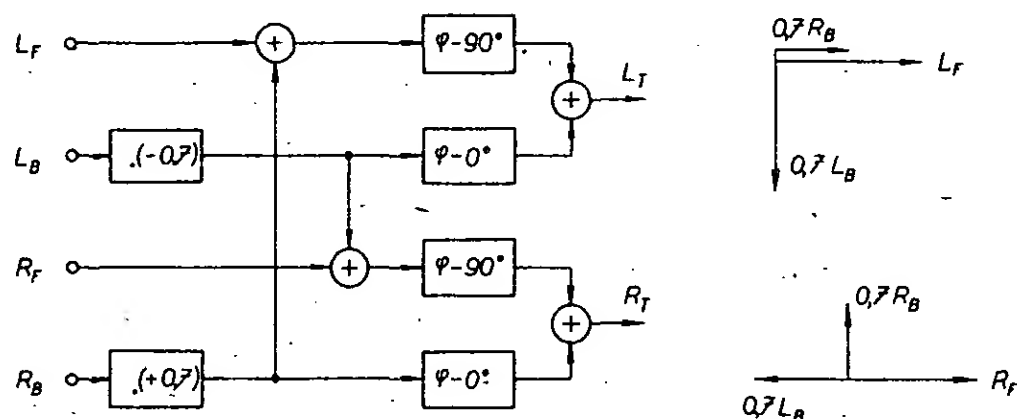 L_F
φ-90°
L_T
0,7 R_B
L_F
L_B
.(-0,7)
φ-0°
0,7 L_B
R_F
φ-90°
R_T
0,7 R_B
R_B
.(+0,7)
φ-0°
0,7 L_B
R_F